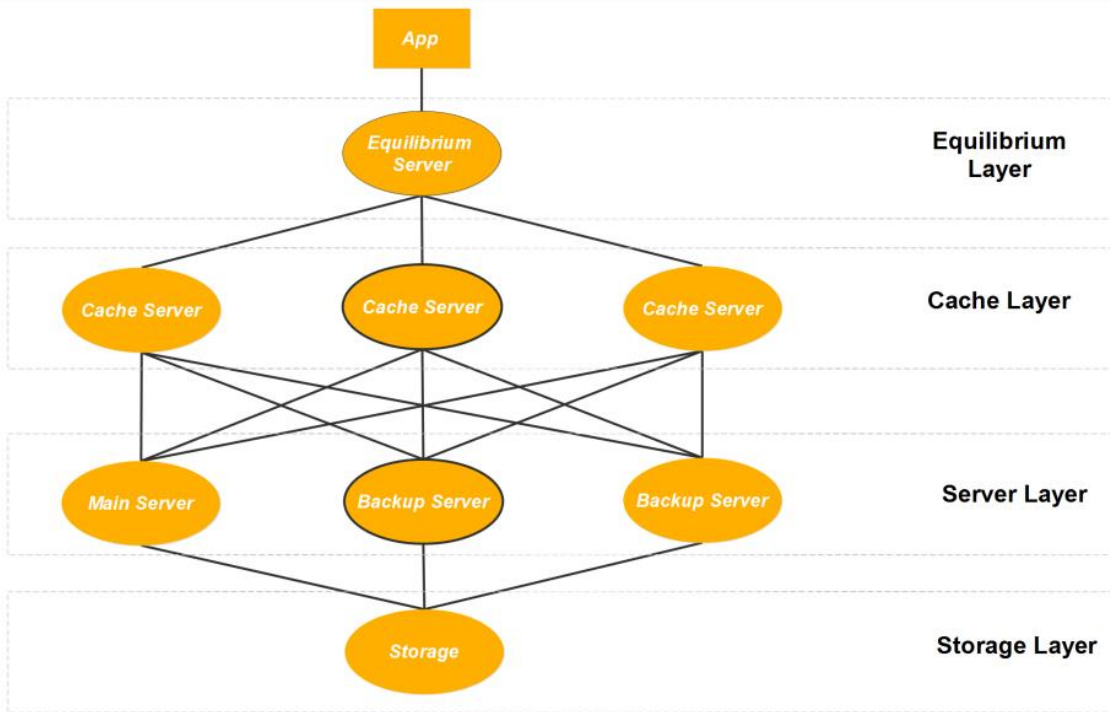 App
Equilibrium
Server
Equilibrium
Layer
Cache Server
Cache Server
Cache Server
Cache Layer
Main Server
Backup Server
Backup Server
Server Layer
Storage
Storage Layer